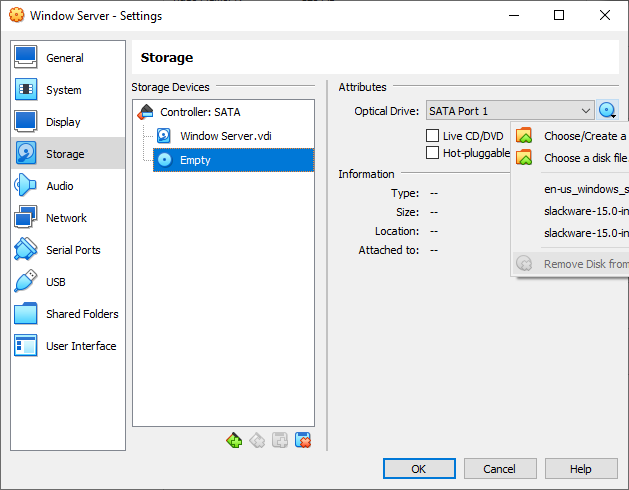 Window Server - Settings
General
System
Display
Storage
Audio
Network
Serial Ports
USB
Shared Folders
User Interface
Storage
Storage Devices
Controller: SATA
Window Server.vdi
Empty
Attributes
Optical Drive: SATA Port 1
Live CD/DVD
Hot-pluggable
Information
Type: --
Size: --
Location: --
Attached to: --
Choose/Create a
Choose a disk file
en-us_windows_s
slackware-15.0-in
slackware-15.0-in
Remove Disk from
OK
Cancel
Help